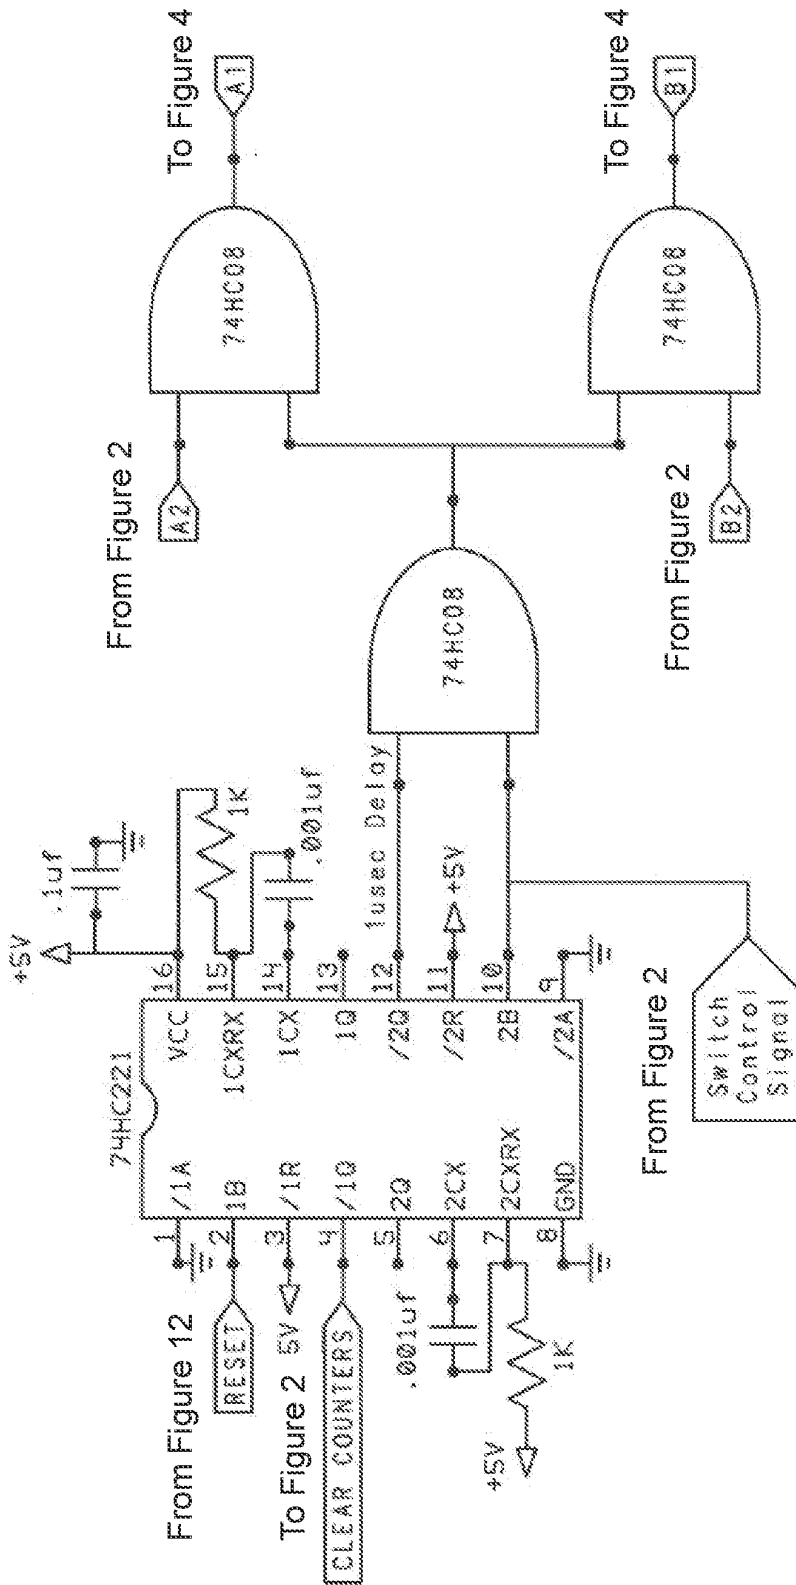 From Figure 12
RESET
To Figure 2
5V
CLEAR COUNTERS
.001uf
+5V
1K
74HC221
1
/1A
2
1B
3
/1R
4
/1Q
5
2Q
6
2CX
7
2CXRX
8
GND
VCC
16
1CXRX
15
1CX
14
1Q
13
/2Q
12
/2R
11
2B
10
/2A
9
+5V
.1uf
1K
.001uf
1usec Delay
+5V
From Figure 2
Switch
Control
Signal
74HC08
From Figure 2
A2
74HC08
A1
To Figure 4
From Figure 2
B2
74HC08
B1
To Figure 4